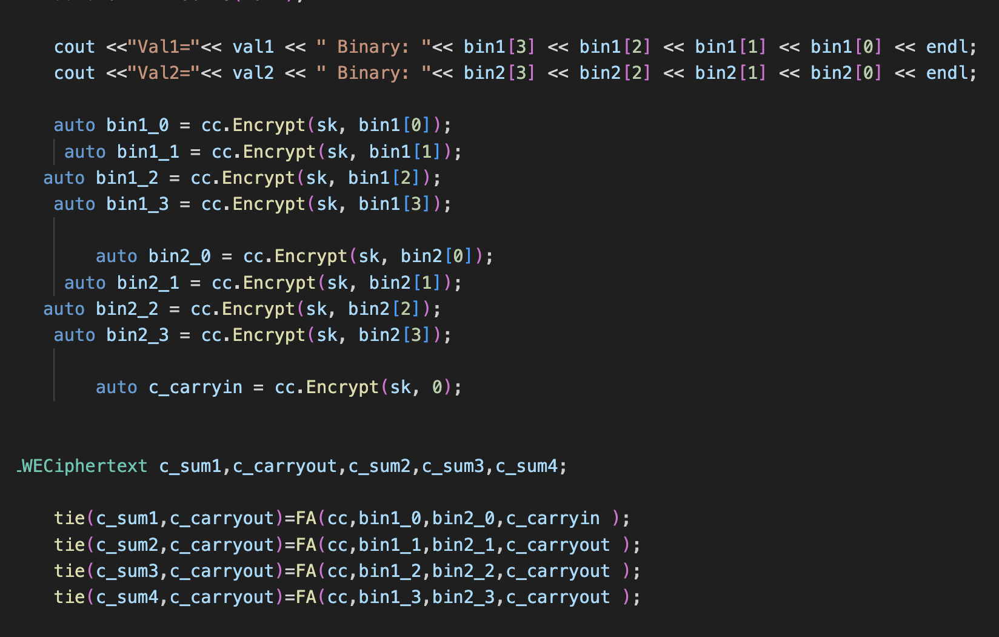 cout <<"Val1="<< val1 << " Binary: "<< bin1[3] << bin1[2] << bin1[1] << bin1[0] << endl;
cout <<"Val2="<< val2 << " Binary: "<< bin2[3] << bin2[2] << bin2[1] << bin2[0] << endl;
auto bin1_0 = cc.Encrypt(sk, bin1[0]);
auto bin1_1 = cc.Encrypt(sk, bin1[1]);
auto bin1_2 = cc.Encrypt(sk, bin1[2]);
auto bin1_3 = cc.Encrypt(sk, bin1[3]);
auto bin2_0 = cc.Encrypt(sk, bin2[0]);
auto bin2_1 = cc.Encrypt(sk, bin2[1]);
auto bin2_2 = cc.Encrypt(sk, bin2[2]);
auto bin2_3 = cc.Encrypt(sk, bin2[3]);
auto c_carryin = cc.Encrypt(sk, 0);
WECiphertext c_sum1,c_carryout,c_sum2,c_sum3,c_sum4;
tie(c_sum1,c_carryout)=FA(cc,bin1_0,bin2_0,c_carryin );
tie(c_sum2,c_carryout)=FA(cc,bin1_1,bin2_1,c_carryout );
tie(c_sum3,c_carryout)=FA(cc,bin1_2,bin2_2,c_carryout );
tie(c_sum4,c_carryout)=FA(cc,bin1_3,bin2_3,c_carryout );